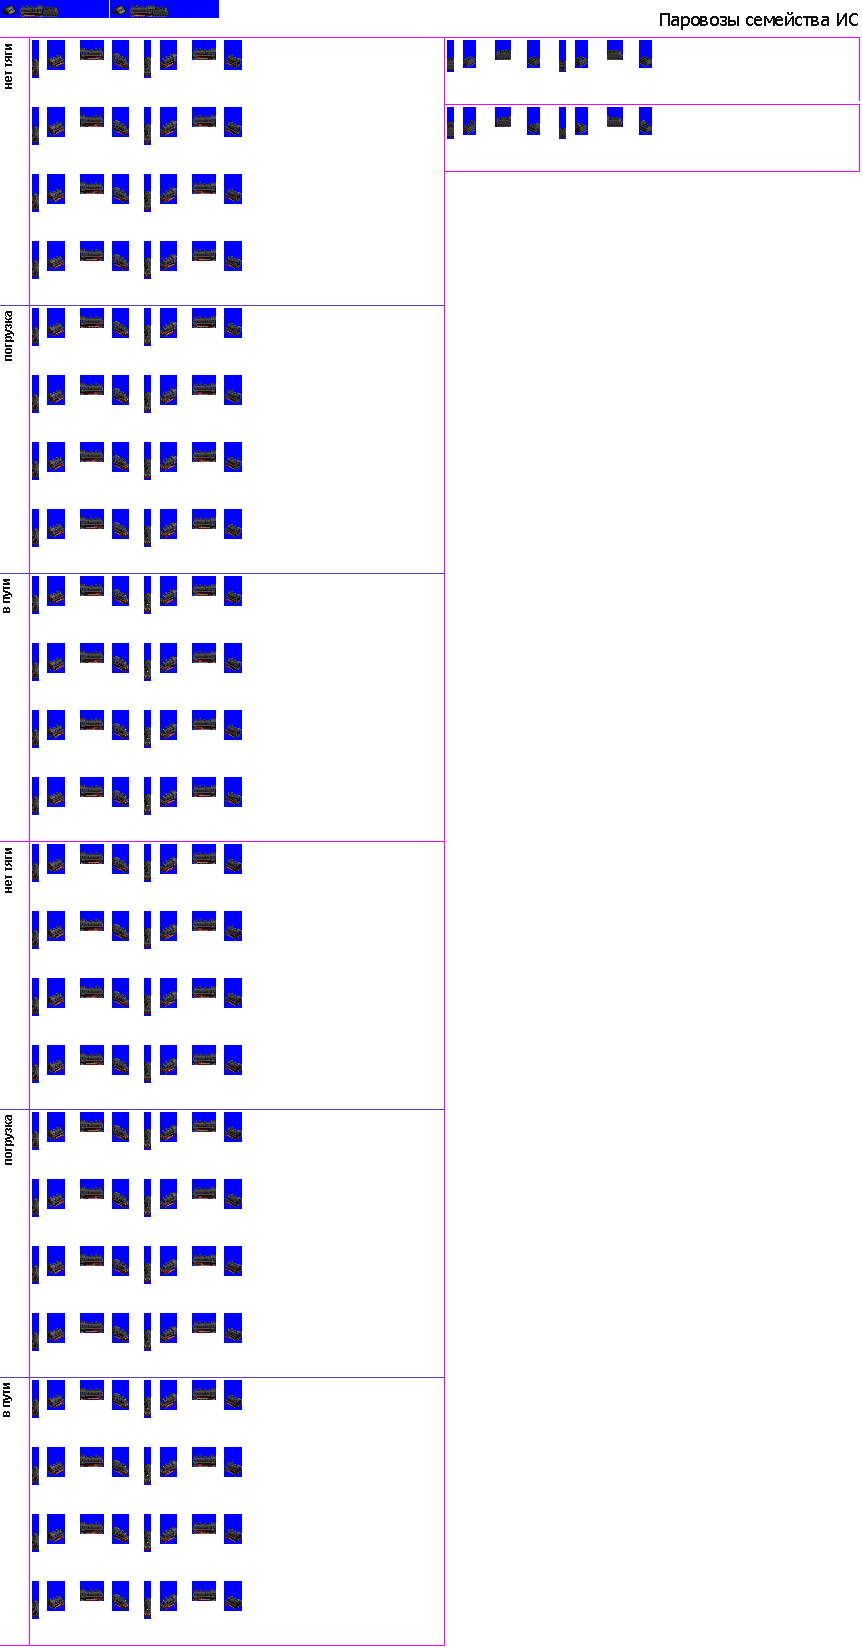 Паровозы семейства ИС
нет тяги
погрузка
в пути
нет тяги
погрузка
в пути